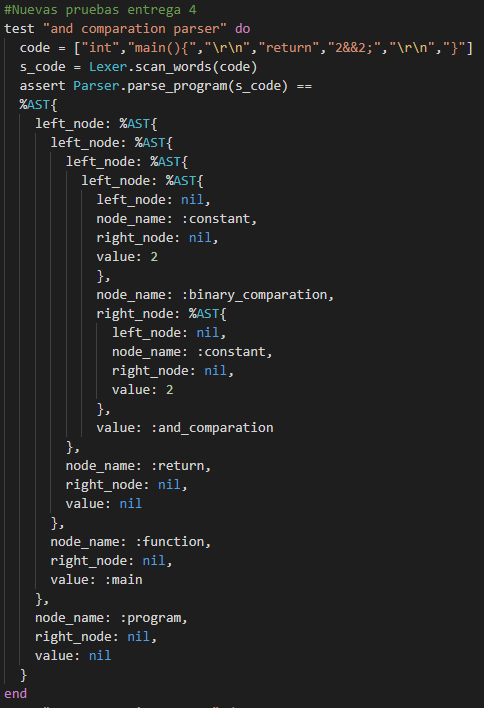 #Nuevas pruebas entrega 4
test "and comparation parser" do
  code = ["int","main(){","\r\n","return","2&&2;","\r\n","}"]
  s_code = Lexer.scan_words(code)
  assert Parser.parse_program(s_code) ==
  %AST{
    left_node: %AST{
      left_node: %AST{
        left_node: %AST{
          left_node: %AST{
            left_node: nil,
            node_name: :constant,
            right_node: nil,
            value: 2
            },
            node_name: :binary_comparation,
            right_node: %AST{
              left_node: nil,
              node_name: :constant,
              right_node: nil,
              value: 2
            },
            value: :and_comparation
        },
        node_name: :return,
        right_node: nil,
        value: nil
      },
      node_name: :function,
      right_node: nil,
      value: :main
    },
    node_name: :program,
    right_node: nil,
    value: nil
  }
end